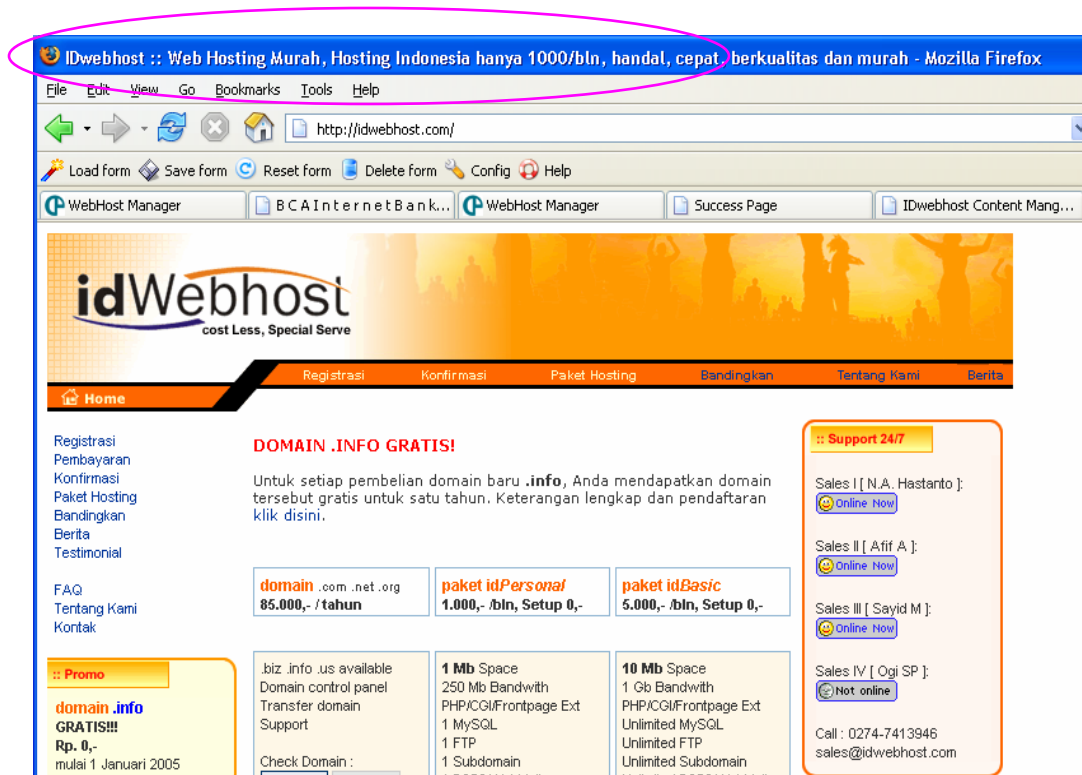 IDwebhost :: Web Hosting Murah, Hosting Indonesia hanya 1000/bln, handal, cepat, berkualitas dan murah - Mozilla Firefox
File Edit View Go Bookmarks Tools Help
http://idwebhost.com/
Load form Save form Reset form Delete form Config Help
WebHost Manager B C A I n t e r n e t B a n k... WebHost Manager Success Page IDwebhost Content Mang...
idWebhost
cost Less, Special Serve
Registrasi Konfirmasi Paket Hosting Bandingkan Tentang Kami Berita
Home
Registrasi
Pembayaran
Konfirmasi
Paket Hosting
Bandingkan
Berita
Testimonial
FAQ
Tentang Kami
Kontak
:: Promo
domain .info
GRATIS!!!
Rp. 0,-
mulai 1 Januari 2005
DOMAIN .INFO GRATIS!
Untuk setiap pembelian domain baru .info, Anda mendapatkan domain
tersebut gratis untuk satu tahun. Keterangan lengkap dan pendaftaran
klik disini.
domain .com .net .org
85.000,- / tahun
paket idPersonal
1.000,- /bln, Setup 0,-
paket idBasic
5.000,- /bln, Setup 0,-
.biz .info .us available
Domain control panel
Transfer domain
Support
Check Domain :
1 Mb Space
250 Mb Bandwith
PHP/CGI/Frontpage Ext
1 MySQL
1 FTP
1 Subdomain
10 Mb Space
1 Gb Bandwith
PHP/CGI/Frontpage Ext
Unlimited MySQL
Unlimited FTP
Unlimited Subdomain
:: Support 24/7
Sales I [ N.A. Hastanto ]:
Online Now
Sales II [ Afif A ]:
Online Now
Sales III [ Sayid M ]:
Online Now
Sales IV [ Ogi SP ]:
Not online
Call : 0274-7413946
sales@idwebhost.com